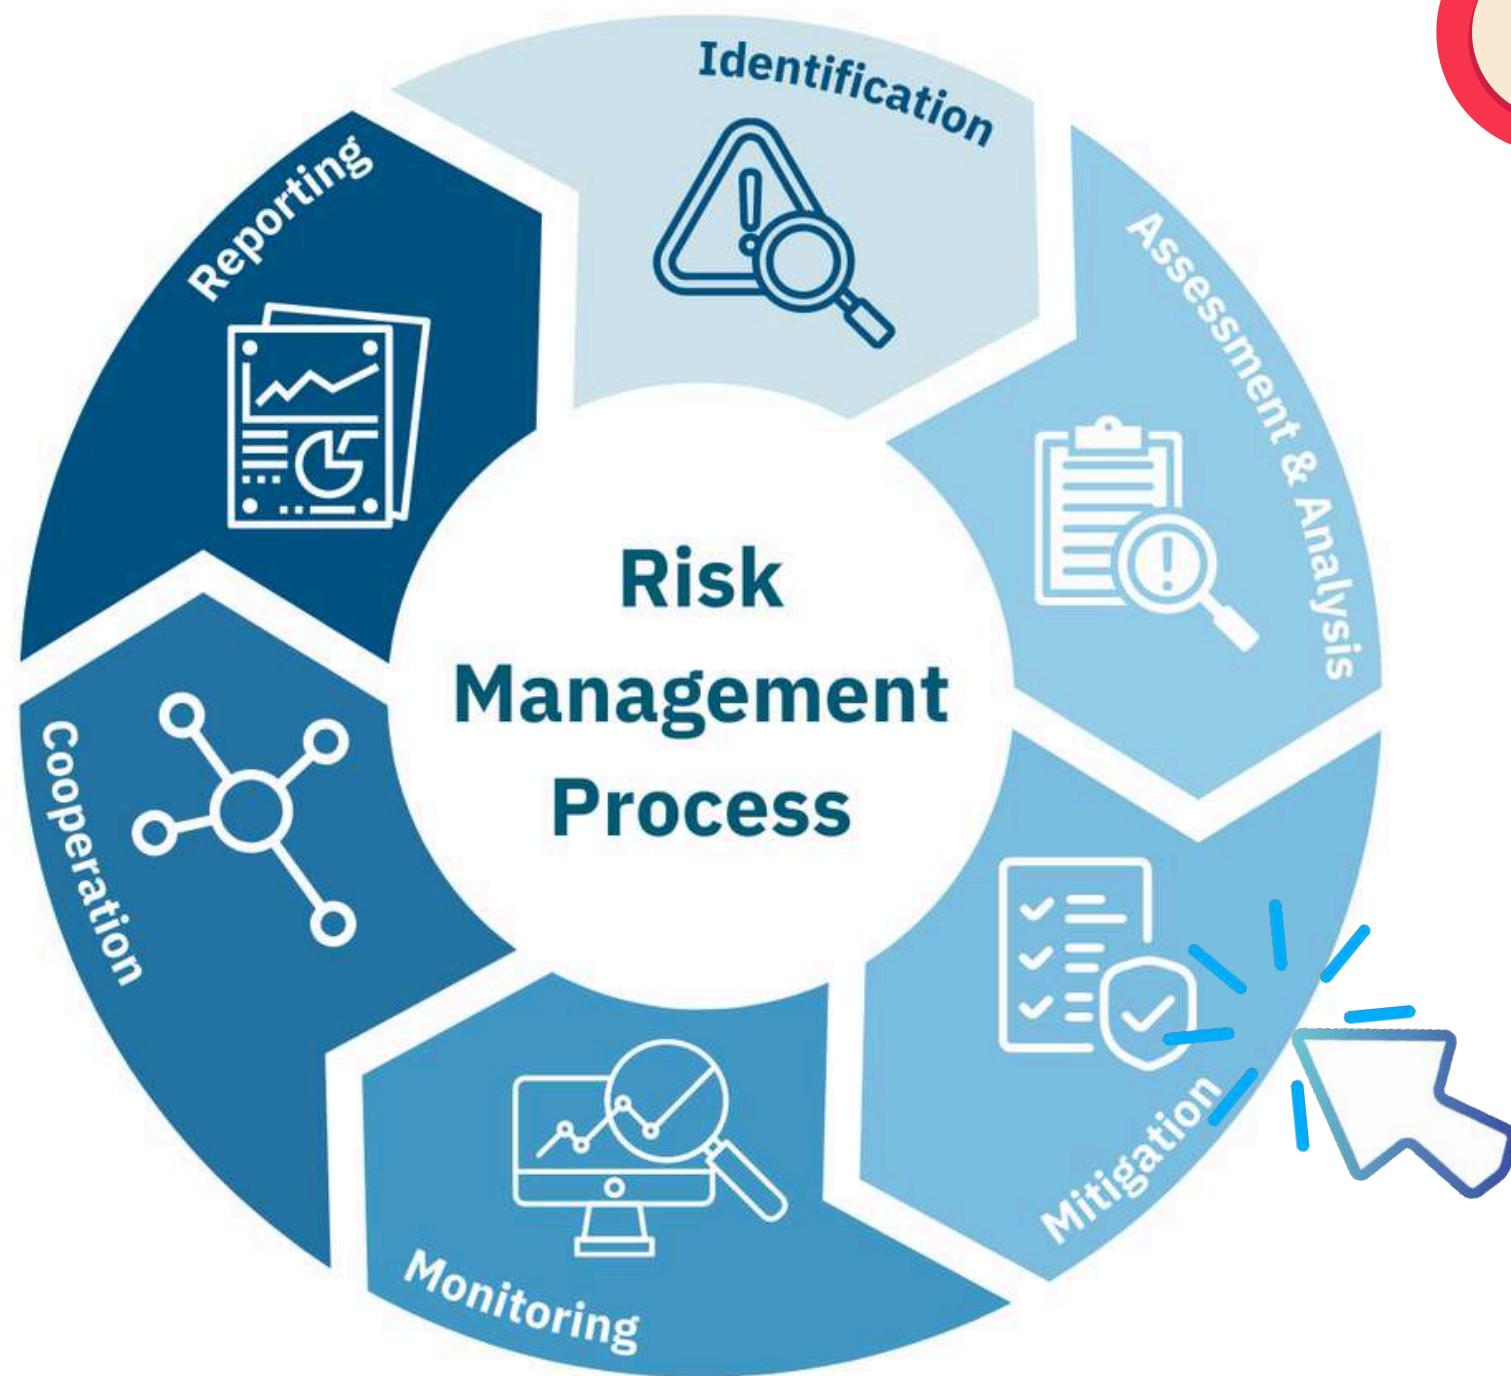 Risk
Management
Process
Identification
Assessment & Analysis
Mitigation
Monitoring
Cooperation
Reporting